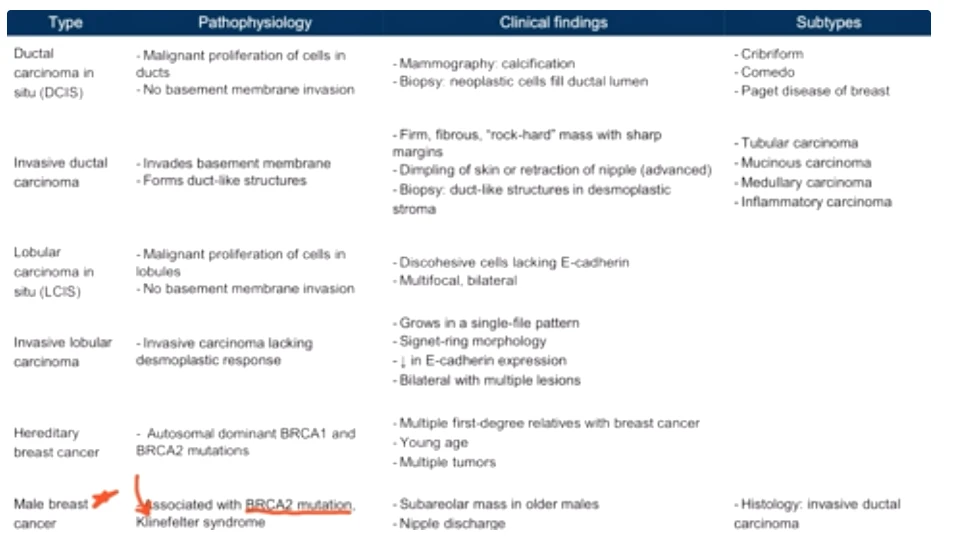 Type Pathophysiology Clinical findings Subtypes
Ductal
carcinoma in
situ (DCIS)
- Malignant proliferation of cells in
ducts
- No basement membrane invasion
- Mammography: calcification
- Biopsy: neoplastic cells fill ductal lumen
- Cribriform
- Comedo
- Paget disease of breast
Invasive ductal
carcinoma
- Invades basement membrane
- Forms duct-like structures
- Firm, fibrous, "rock-hard" mass with sharp
margins
- Dimpling of skin or retraction of nipple (advanced)
- Biopsy: duct-like structures in desmoplastic
stroma
- Tubular carcinoma
- Mucinous carcinoma
- Medullary carcinoma
- Inflammatory carcinoma
Lobular
carcinoma in
situ (LCIS)
- Malignant proliferation of cells in
lobules
- No basement membrane invasion
- Discohesive cells lacking E-cadherin
- Multifocal, bilateral
Invasive lobular
carcinoma
- Invasive carcinoma lacking
desmoplastic response
- Grows in a single-file pattern
- Signet-ring morphology
- ↓ in E-cadherin expression
- Bilateral with multiple lesions
Hereditary
breast cancer
- Autosomal dominant BRCA1 and
BRCA2 mutations
- Multiple first-degree relatives with breast cancer
- Young age
- Multiple tumors
Male breast
cancer
- Associated with BRCA2 mutation,
Klinefelter syndrome
- Subareolar mass in older males
- Nipple discharge
- Histology: invasive ductal
carcinoma